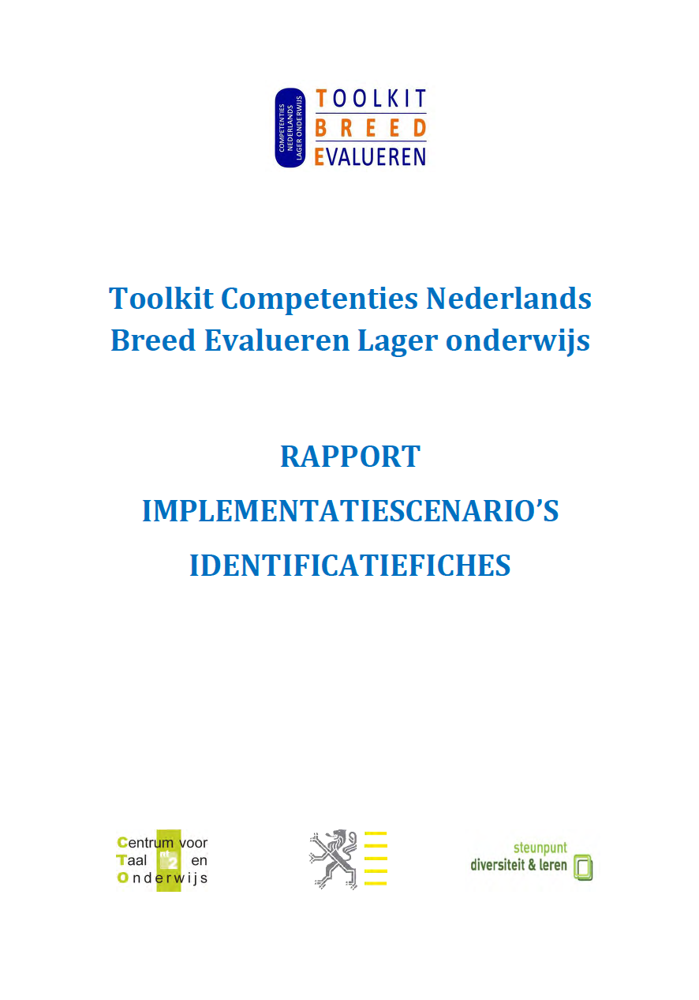 COMPETENTIES
NEDERLANDS
LAGER ONDERWIJS
TOOLKIT
BREED
EVALUEREN
Toolkit Competenties Nederlands
Breed Evalueren Lager onderwijs
RAPPORT
IMPLEMENTATIESCENARIO’S
IDENTIFICATIEFICHES
Centrum voor
Taal en
Onderwijs
nt2
steunpunt
diversiteit & leren